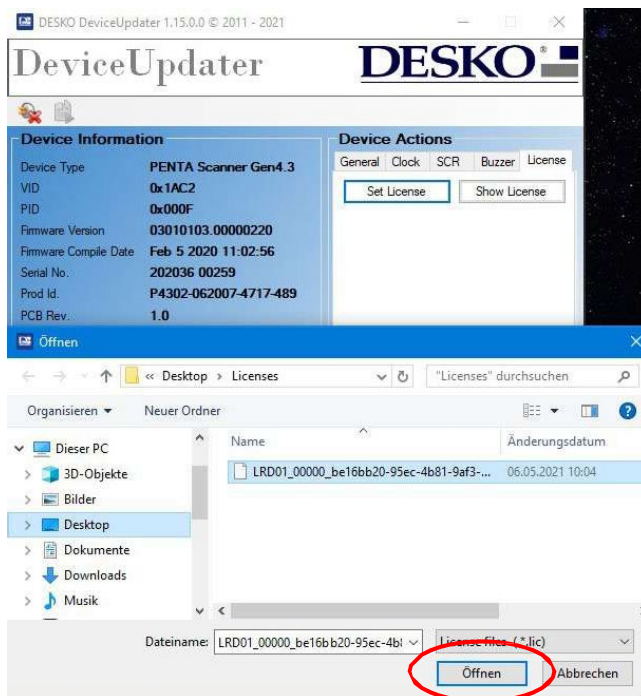 DESKO DeviceUpdater 1.15.0.0 © 2011 - 2021
DeviceUpdater
DESKO®
Device Information
Device Type PENTA Scanner Gen4.3
VID 0x1AC2
PID 0x000F
Firmware Version 03010103.00000220
Firmware Compile Date Feb 5 2020 11:02:56
Serial No. 202036 00259
Prod Id. P4302-062007-4717-489
PCB Rev. 1.0
Device Actions
General Clock SCR Buzzer License
Set License Show License
Öffnen
« Desktop › Licenses
"Licenses" durchsuchen
Organisieren Neuer Ordner
Name Änderungsdatum
Dieser PC
3D-Objekte
Bilder
Desktop
Dokumente
Downloads
Musik
LRD01_00000_be16bb20-95ec-4b81-9af3-... 06.05.2021 10:04
Dateiname: LRD01_00000_be16bb20-95ec-4b8 License files (*.lic)
Öffnen Abbrechen